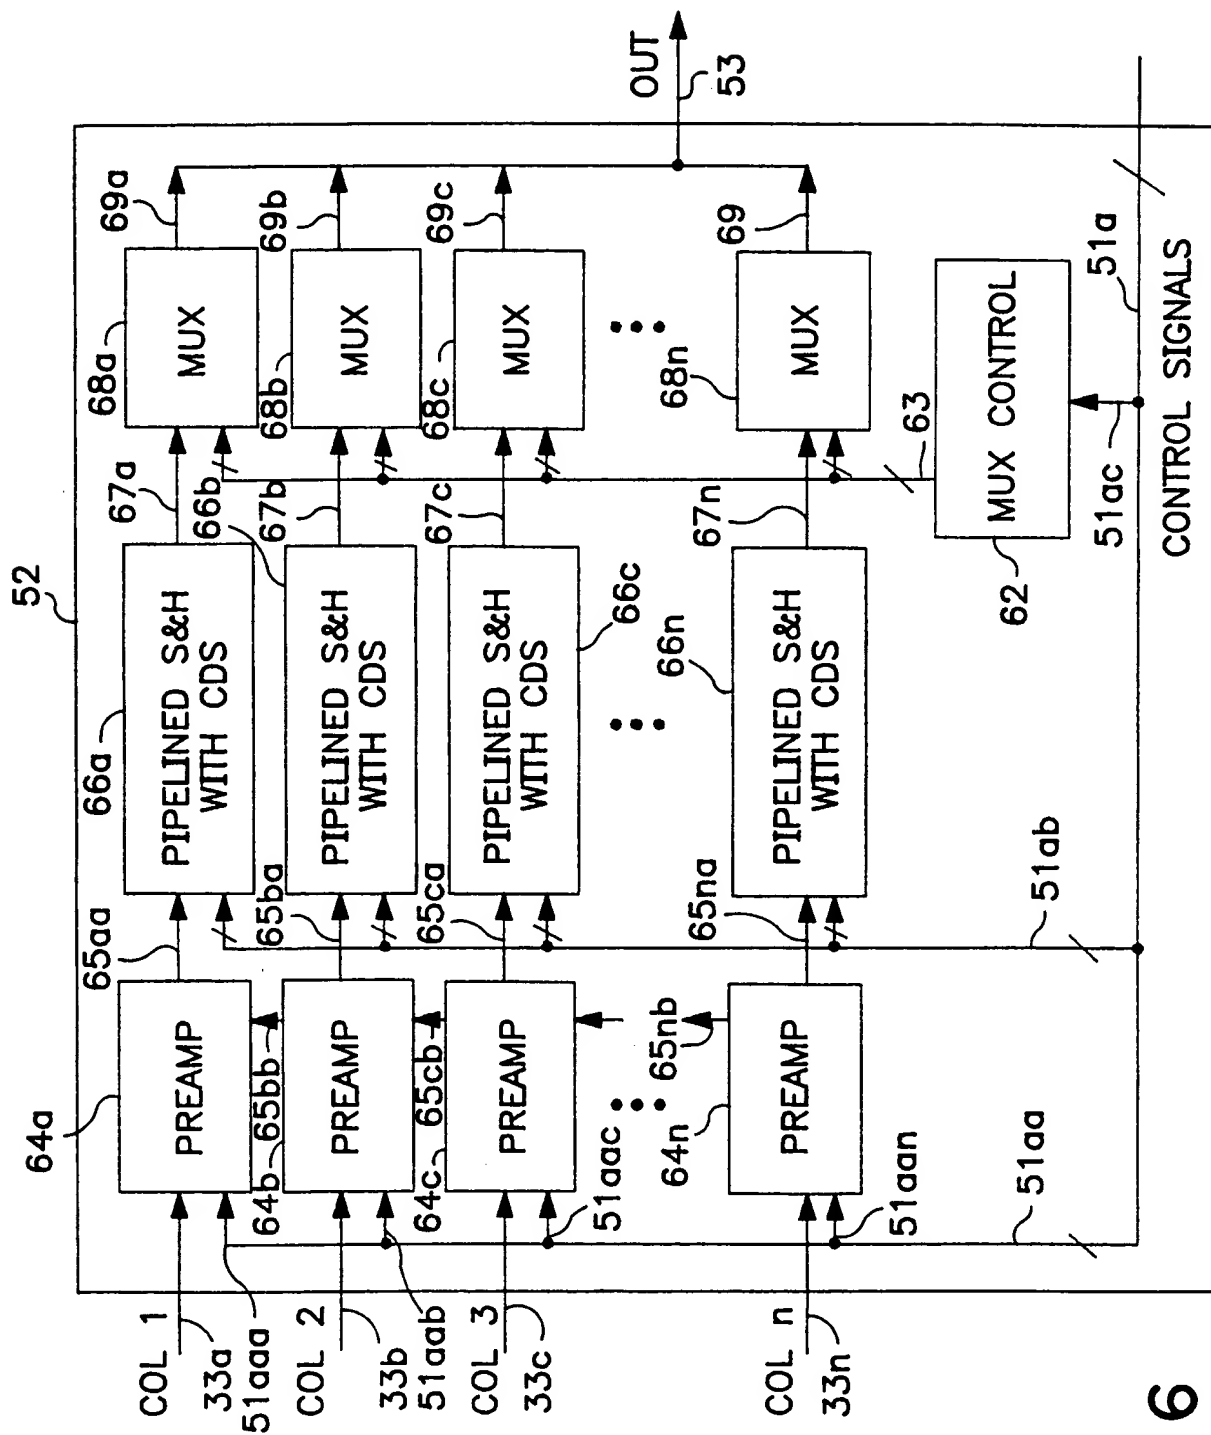 52
COL 1
33a
51aaa
64a
PREAMP
65aa
66a
PIPELINED S&H
WITH CDS
67a
68a
MUX
69a
COL 2
33b
51aab
64b
65bb
PREAMP
65ba
66b
PIPELINED S&H
WITH CDS
67b
68b
MUX
69b
COL 3
33c
64c
65cb
PREAMP
51aac
65ca
66c
PIPELINED S&H
WITH CDS
67c
68c
MUX
69c
OUT
53
COL n
33n
64n
65nb
PREAMP
51aan
65na
66n
PIPELINED S&H
WITH CDS
67n
68n
MUX
69
63
62
MUX CONTROL
51aa
51ab
51ac
51a
CONTROL SIGNALS
6